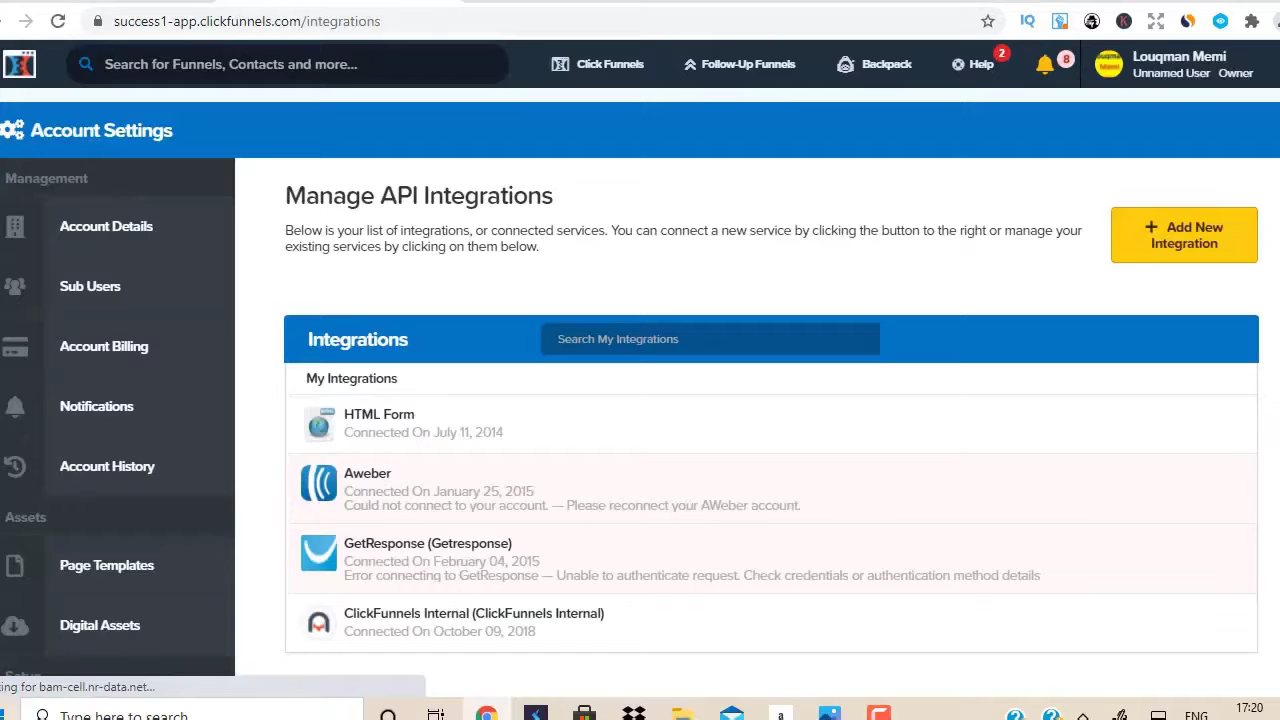 success1-app.clickfunnels.com/integrations
IQ
K
Search for Funnels, Contacts and more...
Click Funnels
Follow-Up Funnels
Backpack
Help
2
8
Louqman Memi
Unnamed User Owner
Account Settings
Management
Account Details
Sub Users
Account Billing
Notifications
Account History
Assets
Page Templates
Digital Assets
Manage API Integrations
Below is your list of integrations, or connected services. You can connect a new service by clicking the button to the right or manage your
existing services by clicking on them below.
+ Add New
Integration
Integrations
Search My Integrations
My Integrations
HTML Form
Connected On July 11, 2014
Aweber
Connected On January 25, 2015
Could not connect to your account. — Please reconnect your AWeber account.
GetResponse (Getresponse)
Connected On February 04, 2015
Error connecting to GetResponse — Unable to authenticate request. Check credentials or authentication method details
ClickFunnels Internal (ClickFunnels Internal)
Connected On October 09, 2018
ing for bam-cell.nr-data.net...
Type here to search
a
ENG
17:20